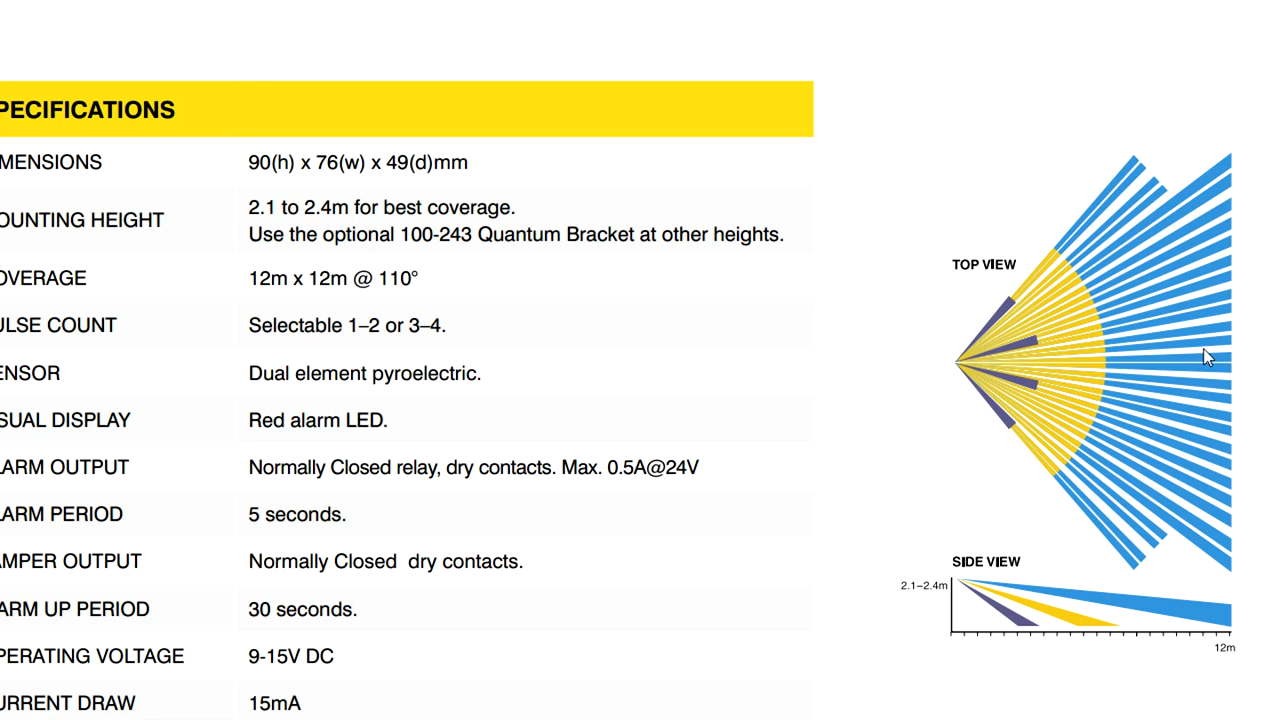 PECIFICATIONS
MENSIONS 90(h) x 76(w) x 49(d)mm
OUNTING HEIGHT 2.1 to 2.4m for best coverage.
Use the optional 100-243 Quantum Bracket at other heights.
OVERAGE 12m x 12m @ 110°
ULSE COUNT Selectable 1–2 or 3–4.
ENSOR Dual element pyroelectric.
SUAL DISPLAY Red alarm LED.
LARM OUTPUT Normally Closed relay, dry contacts. Max. 0.5A@24V
LARM PERIOD 5 seconds.
AMPER OUTPUT Normally Closed dry contacts.
ARM UP PERIOD 30 seconds.
PERATING VOLTAGE 9-15V DC
URRENT DRAW 15mA
TOP VIEW
SIDE VIEW
2.1–2.4m
12m